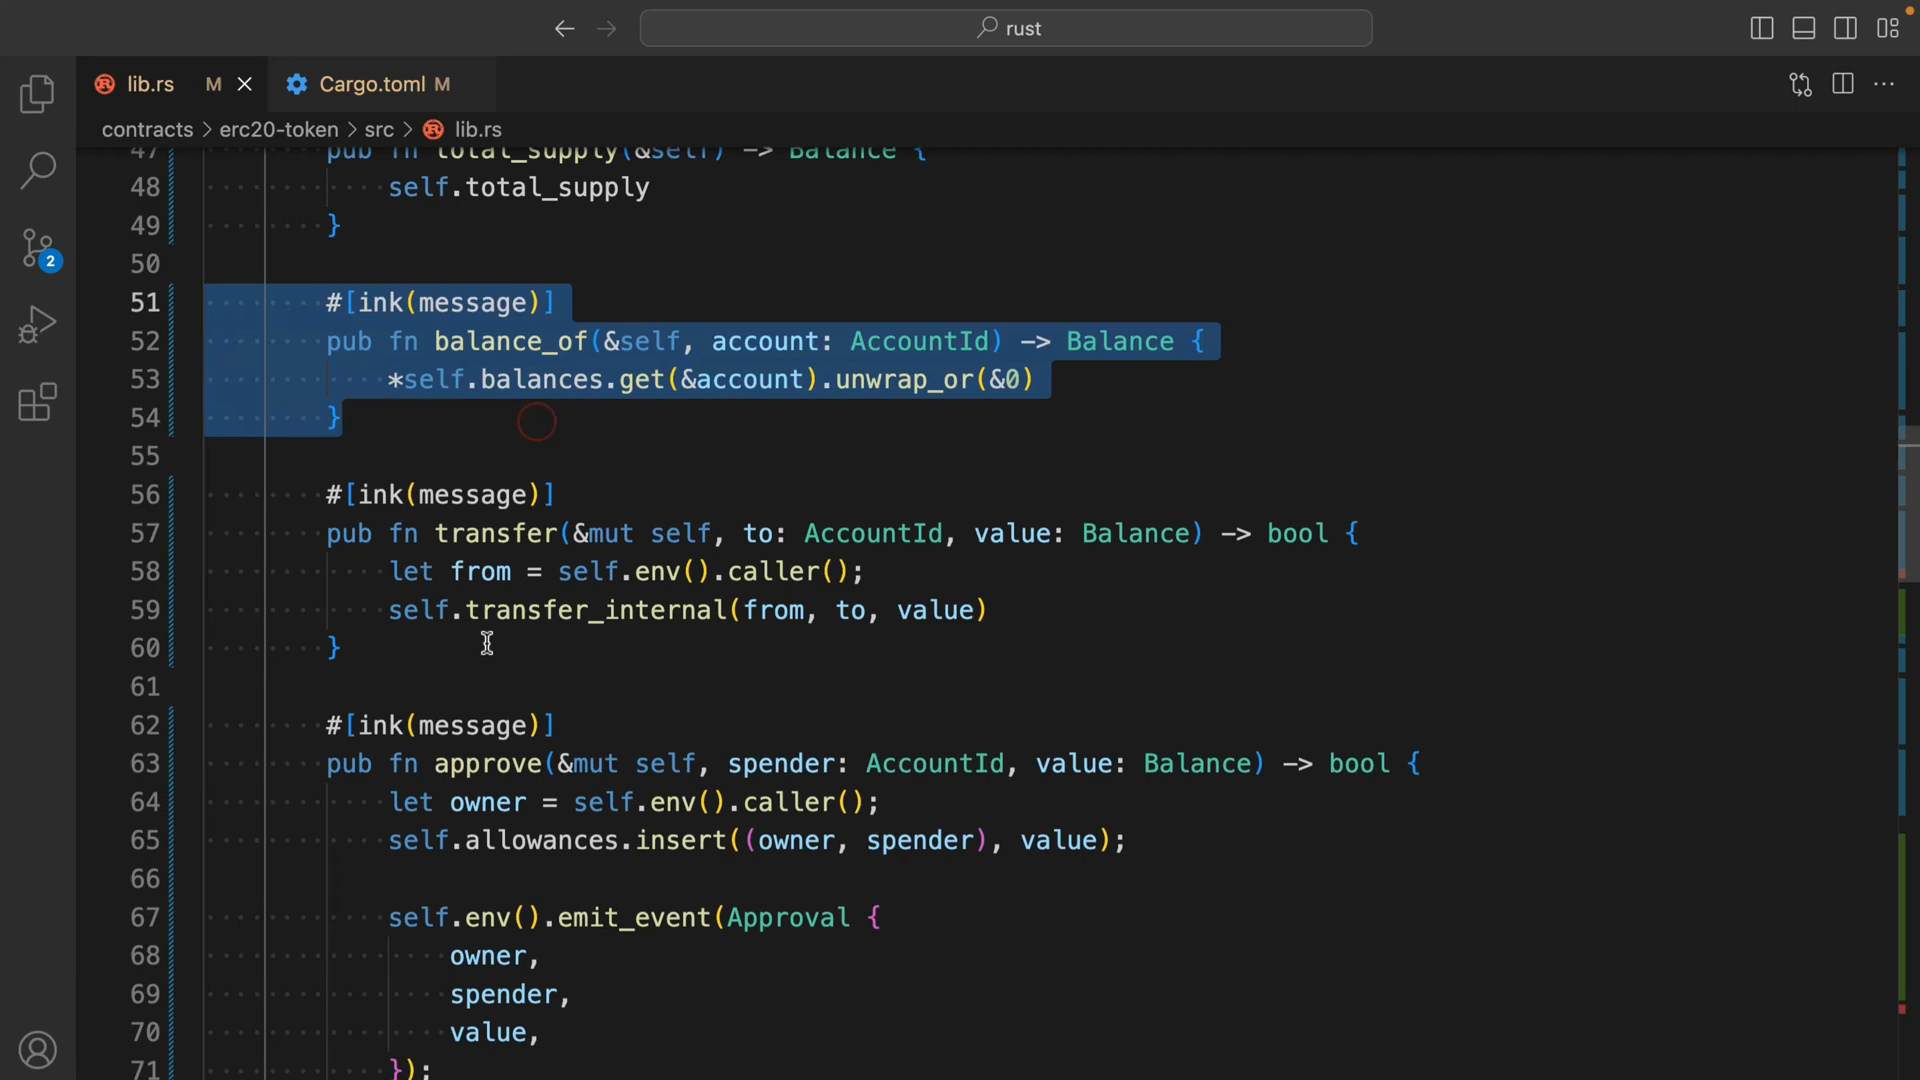 rust
lib.rs M
Cargo.toml M
contracts > erc20-token > src > lib.rs
47 pub fn total_supply(&self) -> Balance {
48 self.total_supply
49 }
50
51 #[ink(message)]
52 pub fn balance_of(&self, account: AccountId) -> Balance {
53 *self.balances.get(&account).unwrap_or(&0)
54 }
55
56 #[ink(message)]
57 pub fn transfer(&mut self, to: AccountId, value: Balance) -> bool {
58 let from = self.env().caller();
59 self.transfer_internal(from, to, value)
60 }
61
62 #[ink(message)]
63 pub fn approve(&mut self, spender: AccountId, value: Balance) -> bool {
64 let owner = self.env().caller();
65 self.allowances.insert((owner, spender), value);
66
67 self.env().emit_event(Approval {
68 owner,
69 spender,
70 value,
71 });
2